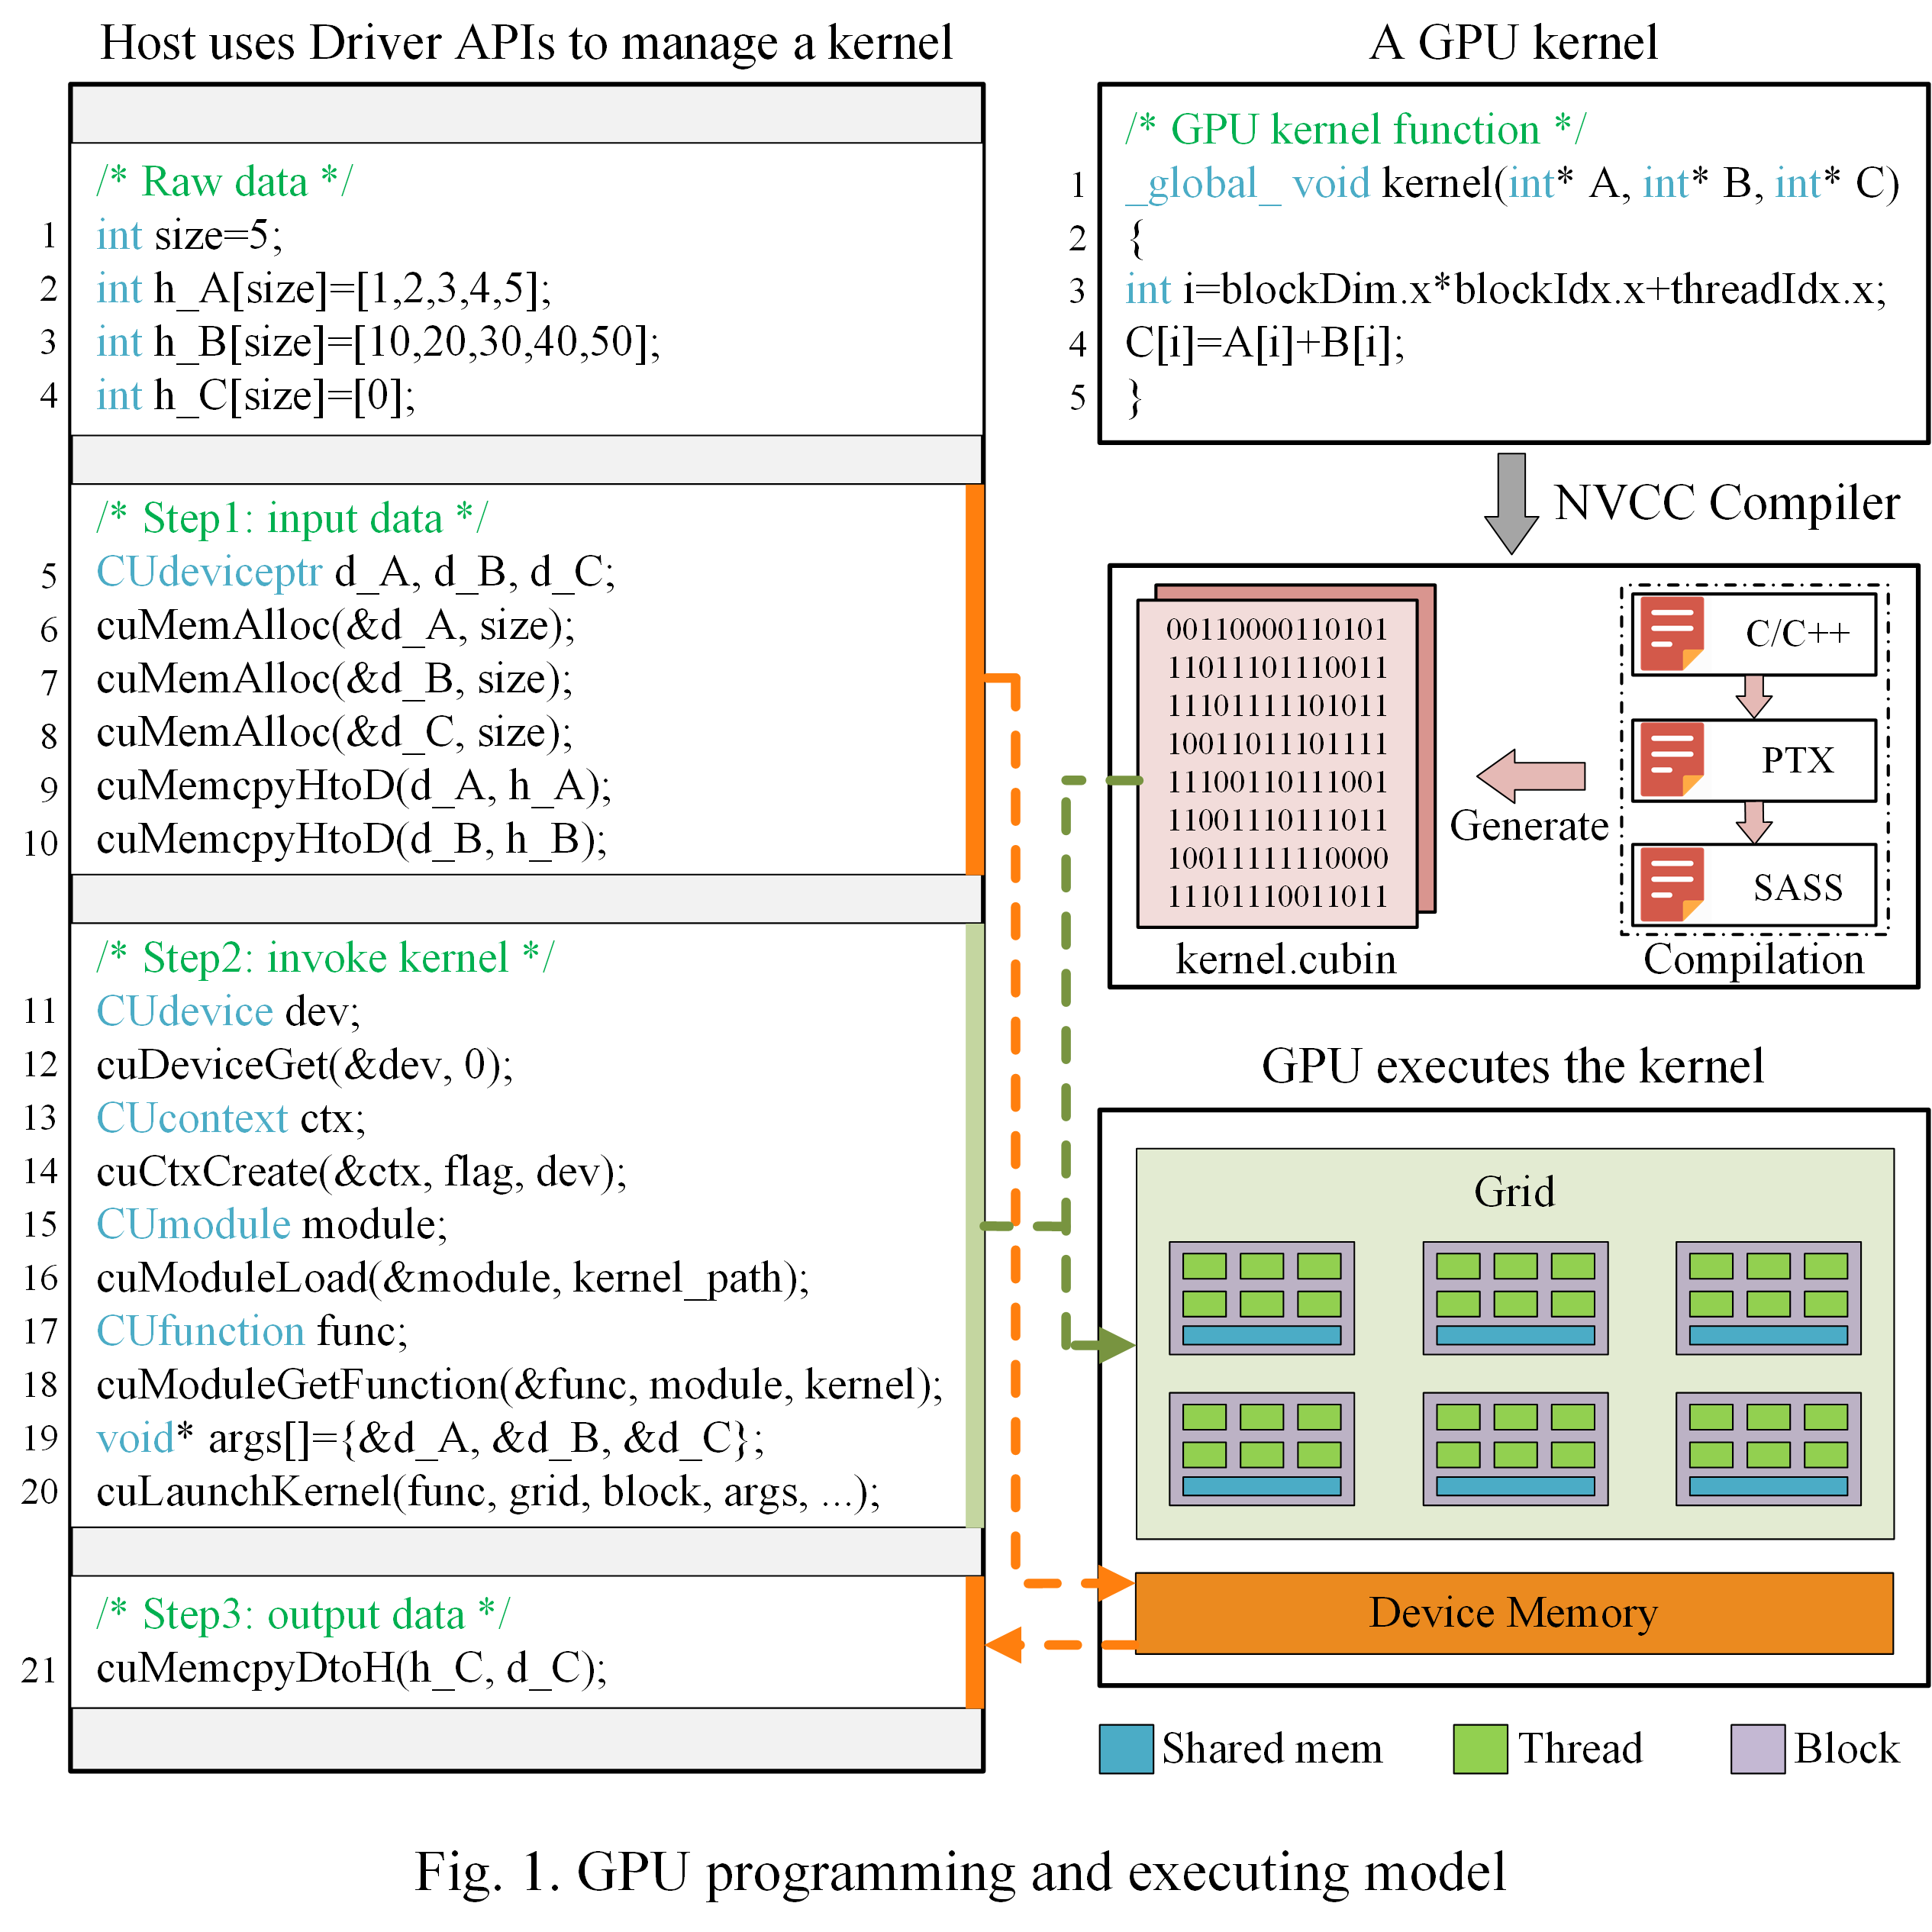 Host uses Driver APIs to manage a kernel
/* Raw data */
1 int size=5;
2 int h_A[size]=[1,2,3,4,5];
3 int h_B[size]=[10,20,30,40,50];
4 int h_C[size]=[0];
/* Step1: input data */
5 CUdeviceptr d_A, d_B, d_C;
6 cuMemAlloc(&d_A, size);
7 cuMemAlloc(&d_B, size);
8 cuMemAlloc(&d_C, size);
9 cuMemcpyHtoD(d_A, h_A);
10 cuMemcpyHtoD(d_B, h_B);
/* Step2: invoke kernel */
11 CUdevice dev;
12 cuDeviceGet(&dev, 0);
13 CUcontext ctx;
14 cuCtxCreate(&ctx, flag, dev);
15 CUmodule module;
16 cuModuleLoad(&module, kernel_path);
17 CUfunction func;
18 cuModuleGetFunction(&func, module, kernel);
19 void* args[]={&d_A, &d_B, &d_C};
20 cuLaunchKernel(func, grid, block, args, ...);
/* Step3: output data */
21 cuMemcpyDtoH(h_C, d_C);
A GPU kernel
/* GPU kernel function */
1 _global_ void kernel(int* A, int* B, int* C)
2 {
3 int i=blockDim.x*blockIdx.x+threadIdx.x;
4 C[i]=A[i]+B[i];
5 }
NVCC Compiler
00110000110101
11011101110011
11101111101011
10011011101111
11100110111001
11001110111011
10011111110000
11101110011011
kernel.cubin
Generate
C/C++
PTX
SASS
Compilation
GPU executes the kernel
Grid
Device Memory
Shared mem
Thread
Block
Fig. 1. GPU programming and executing model